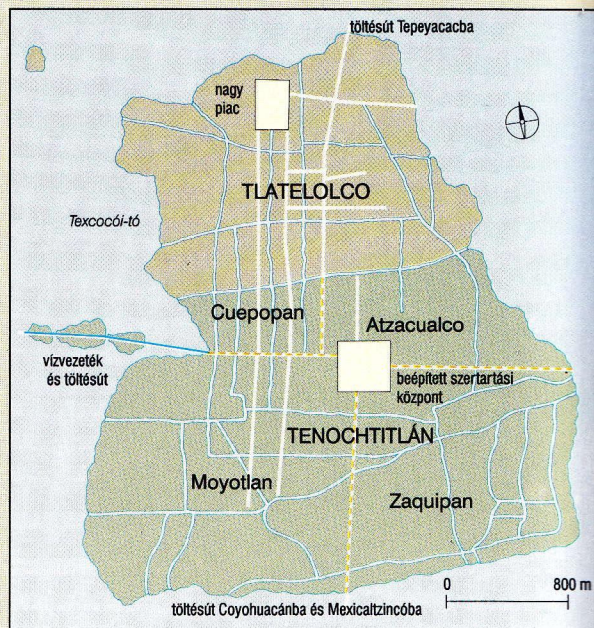 töltésút Tepeyacacba
nagy
piac
TLATELOLCO
Texcocói-tó
Cuepopan
Atzacualco
vízvezeték
és töltésút
beépített szertartási
központ
TENOCHTITLÁN
Moyotlan
Zaquipan
0
800 m
töltésút Coyohuacánba és Mexicaltzincóba